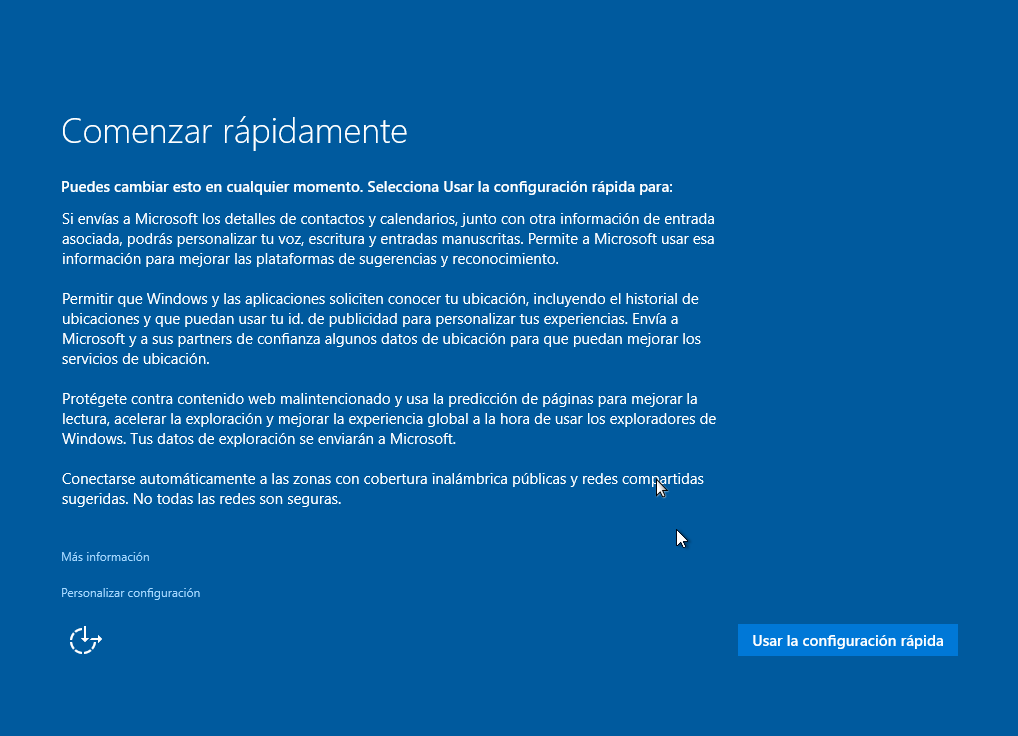 Comenzar rápidamente
Puedes cambiar esto en cualquier momento. Selecciona Usar la configuración rápida para:
Si envías a Microsoft los detalles de contactos y calendarios, junto con otra información de entrada
asociada, podrás personalizar tu voz, escritura y entradas manuscritas. Permite a Microsoft usar esa
información para mejorar las plataformas de sugerencias y reconocimiento.
Permitir que Windows y las aplicaciones soliciten conocer tu ubicación, incluyendo el historial de
ubicaciones y que puedan usar tu id. de publicidad para personalizar tus experiencias. Envía a
Microsoft y a sus partners de confianza algunos datos de ubicación para que puedan mejorar los
servicios de ubicación.
Protégete contra contenido web malintencionado y usa la predicción de páginas para mejorar la
lectura, acelerar la exploración y mejorar la experiencia global a la hora de usar los exploradores de
Windows. Tus datos de exploración se enviarán a Microsoft.
Conectarse automáticamente a las zonas con cobertura inalámbrica públicas y redes compartidas
sugeridas. No todas las redes son seguras.
Más información
Personalizar configuración
Usar la configuración rápida